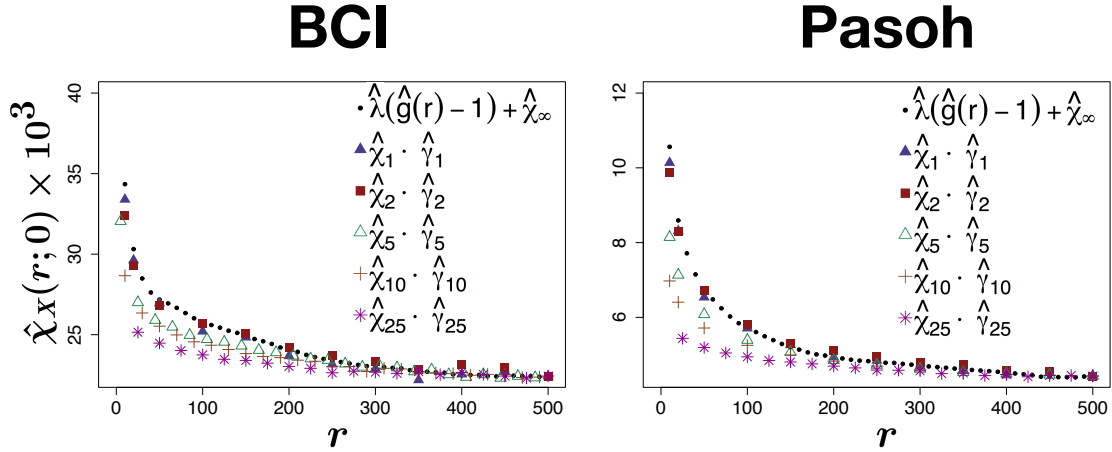 BCI
Pasoh
χ̂_X(r;0) × 10³
40
35
30
25
0 100 200 300 400 500
r
λ̂(ĝ(r) − 1) + χ̂∞
χ̂₁ · γ̂₁
χ̂₂ · γ̂₂
χ̂₅ · γ̂₅
χ̂₁₀ · γ̂₁₀
χ̂₂₅ · γ̂₂₅
12
10
8
6
0 100 200 300 400 500
r
λ̂(ĝ(r) − 1) + χ̂∞
χ̂₁ · γ̂₁
χ̂₂ · γ̂₂
χ̂₅ · γ̂₅
χ̂₁₀ · γ̂₁₀
χ̂₂₅ · γ̂₂₅